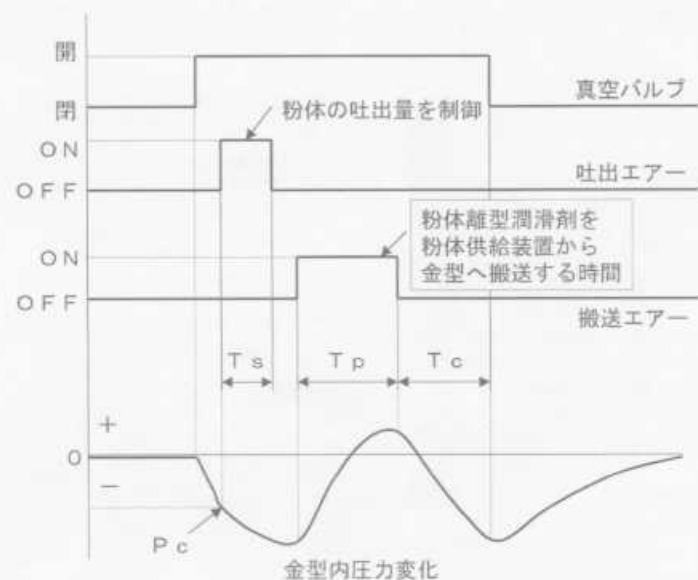 開
閉
真空バルブ
粉体の吐出量を制御
ON
OFF
吐出エアー
粉体離型潤滑剤を
粉体供給装置から
金型へ搬送する時間
ON
OFF
搬送エアー
Ts
Tp
Tc
+
0
−
Pc
金型内圧力変化